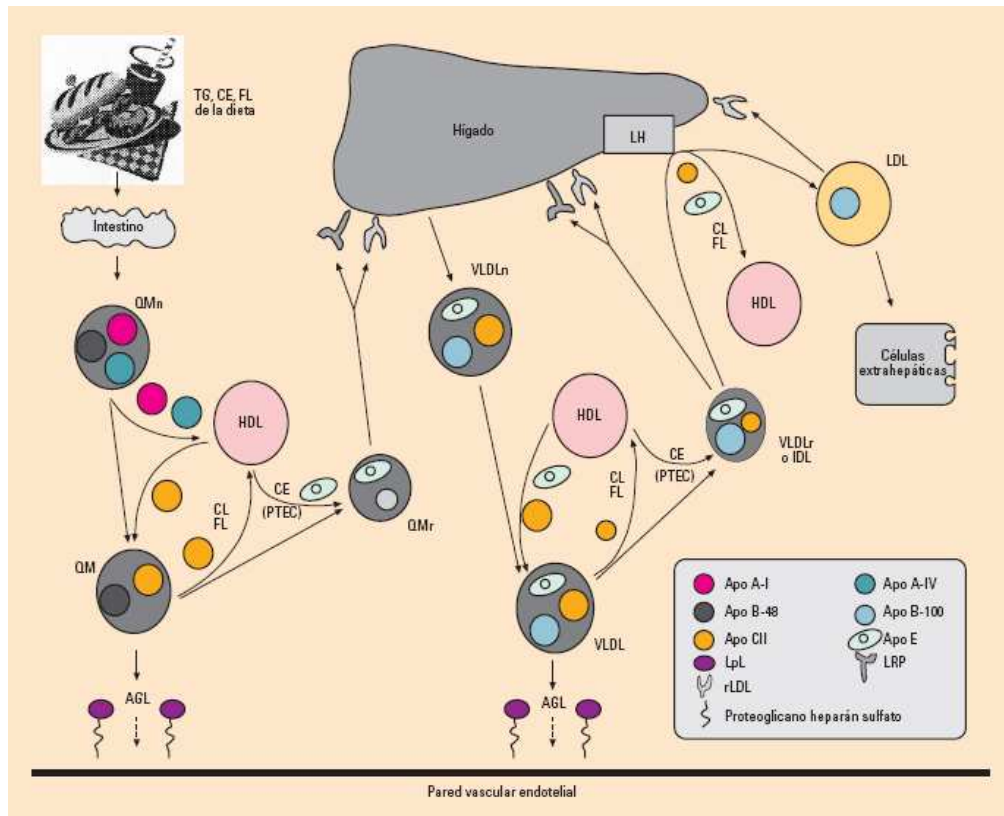 TG, CE, FL
de la dieta
Intestino
QMn
HDL
CE
(PTEC)
CL
FL
QMr
QM
AGL
Hígado
LH
LDL
VLDLn
CL
FL
HDL
Células
extrahepáticas
HDL
CE
(PTEC)
CL
FL
VLDLr
o IDL
VLDL
AGL
Apo A-I
Apo A-IV
Apo B-48
Apo B-100
Apo CII
Apo E
LpL
LRP
rLDL
Proteoglicano heparán sulfato
Pared vascular endotelial